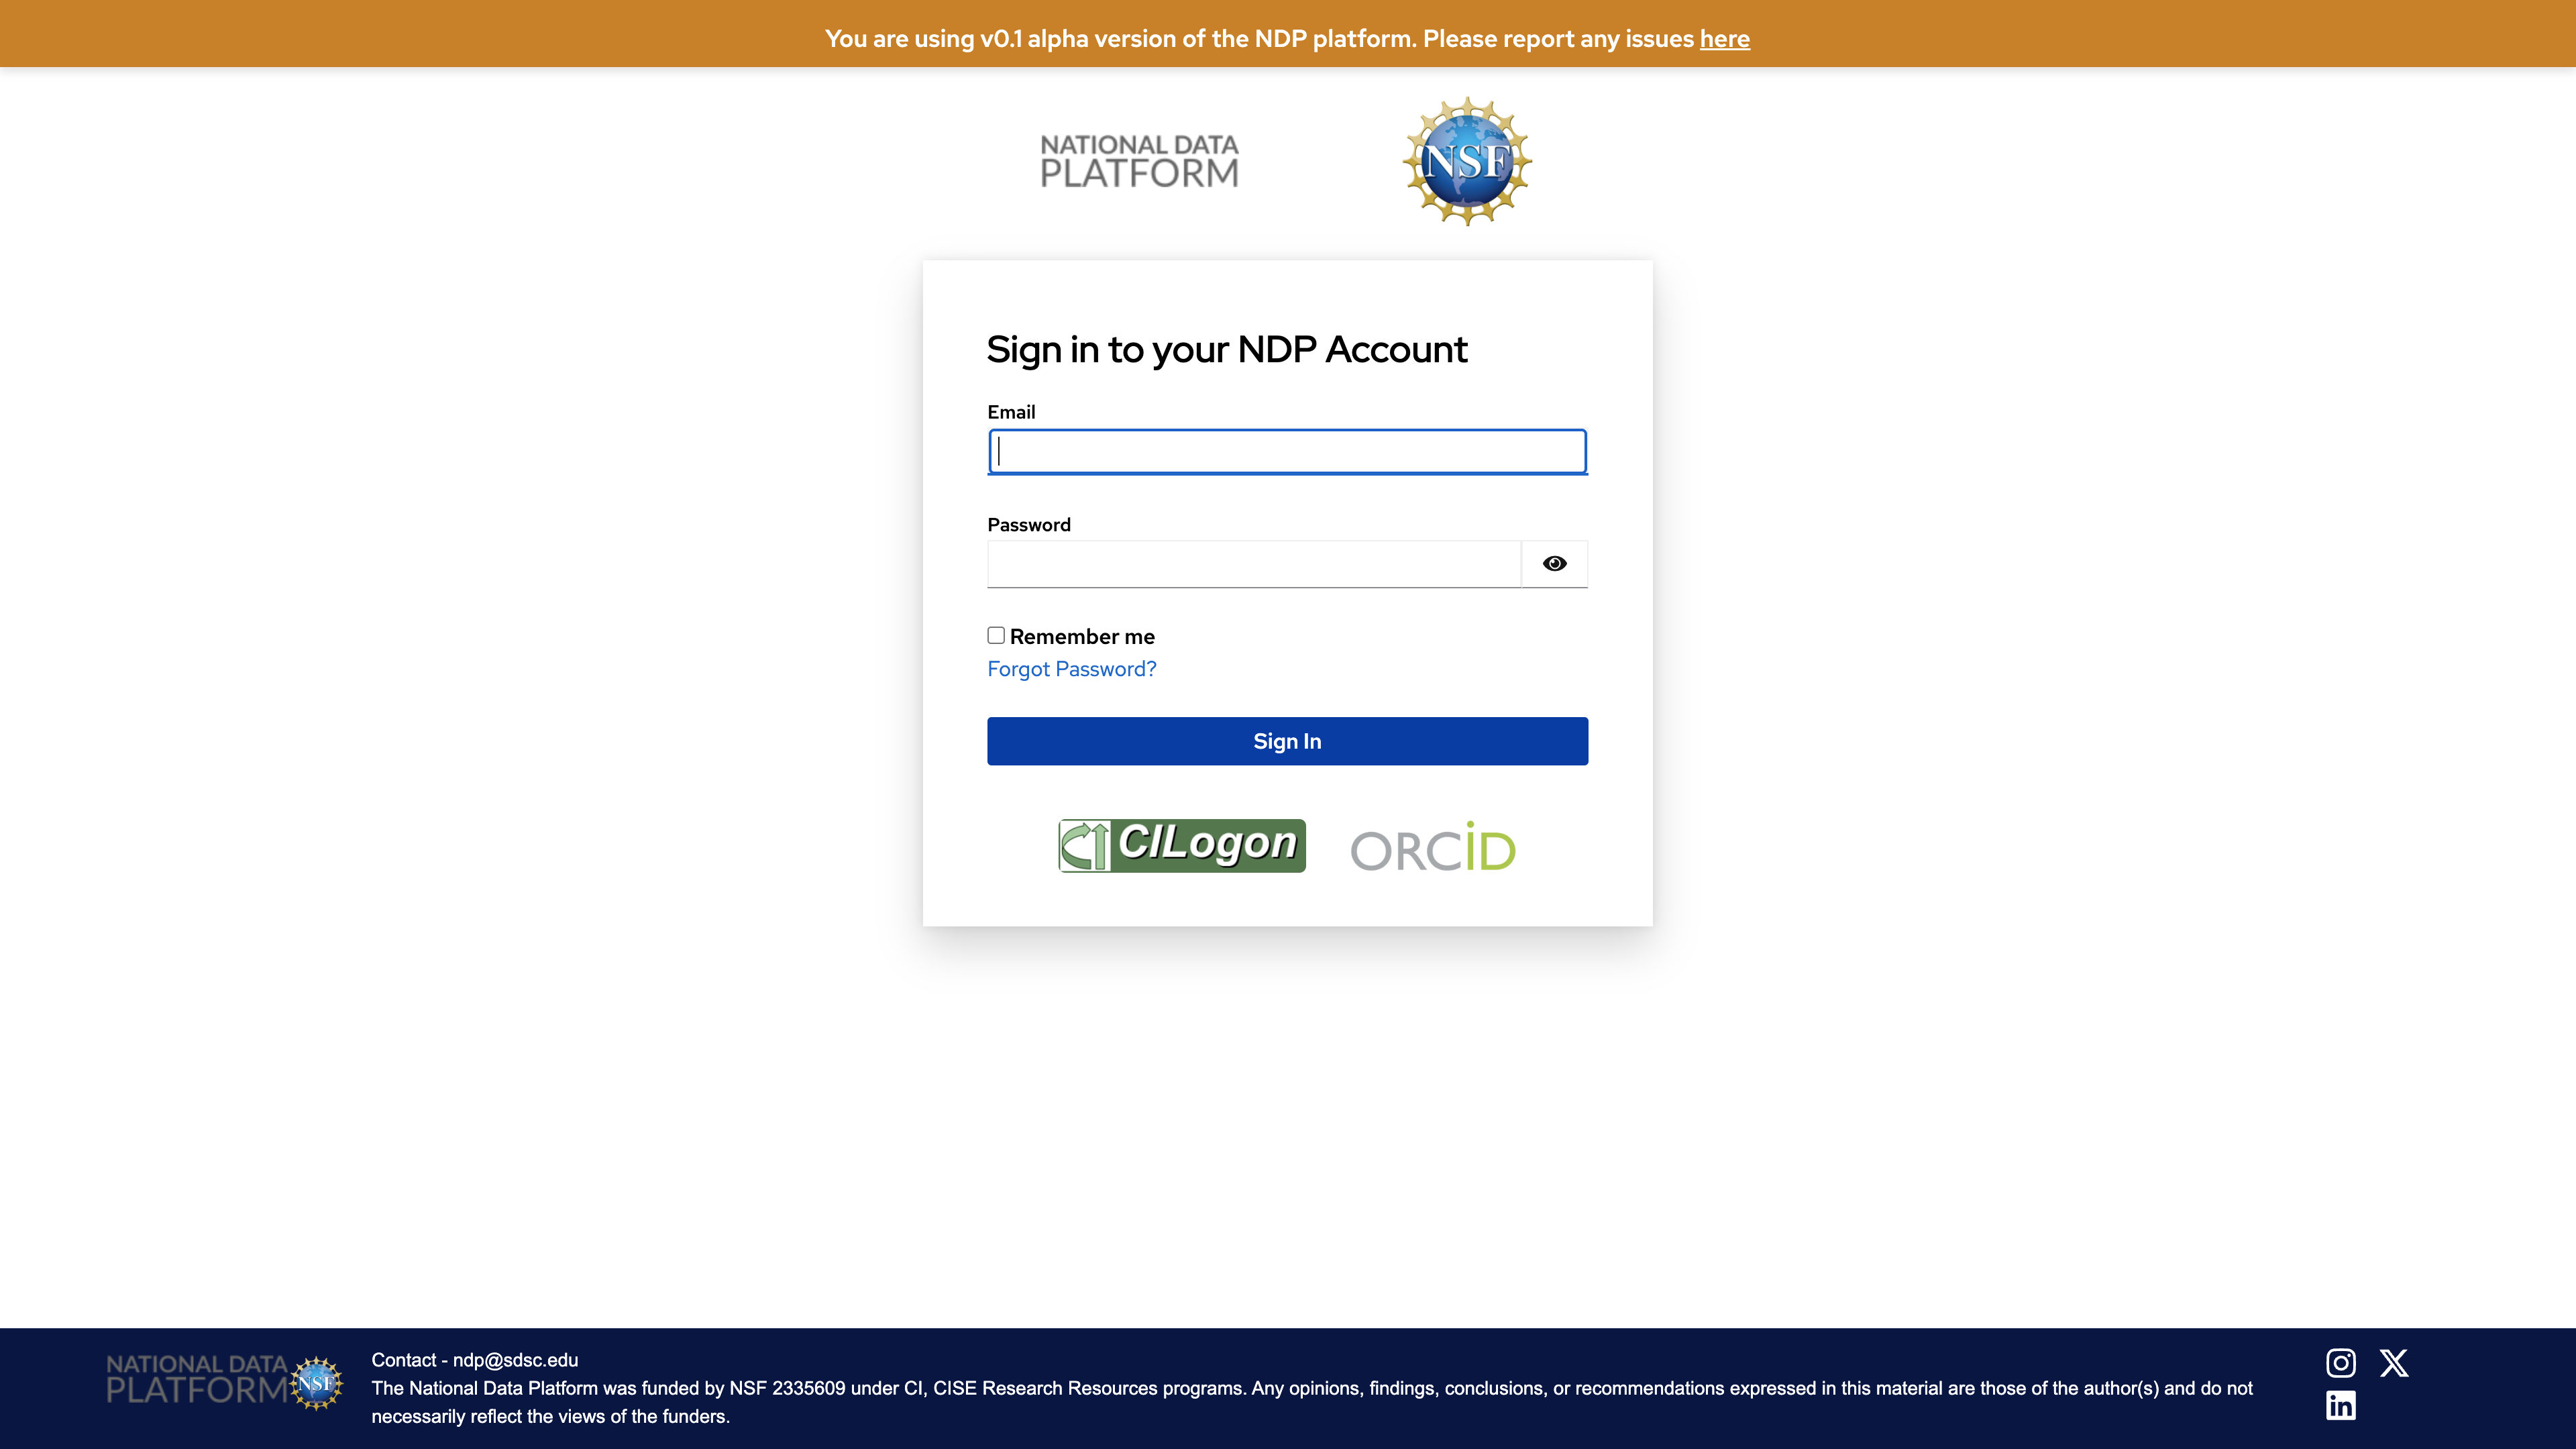 You are using v0.1 alpha version of the NDP platform. Please report any issues here
NATIONAL DATA
PLATFORM
NSF
Sign in to your NDP Account
Email
Password
Remember me
Forgot Password?
Sign In
CILogon
ORCID
NATIONAL DATA
PLATFORM
NSF
Contact - ndp@sdsc.edu
The National Data Platform was funded by NSF 2335609 under CI, CISE Research Resources programs. Any opinions, findings, conclusions, or recommendations expressed in this material are those of the author(s) and do not
necessarily reflect the views of the funders.